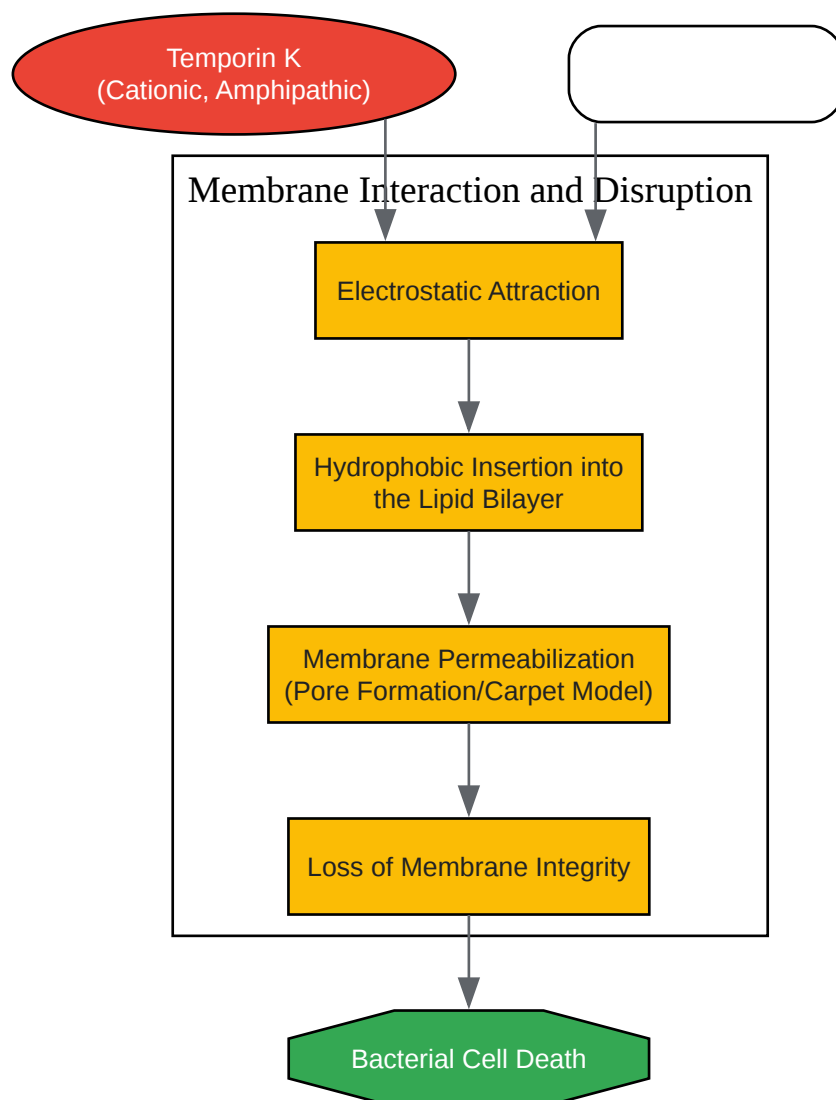 Temporin K
(Cationic, Amphipathic)
Membrane Interaction and Disruption
Electrostatic Attraction
Hydrophobic Insertion into
the Lipid Bilayer
Membrane Permeabilization
(Pore Formation/Carpet Model)
Loss of Membrane Integrity
Bacterial Cell Death